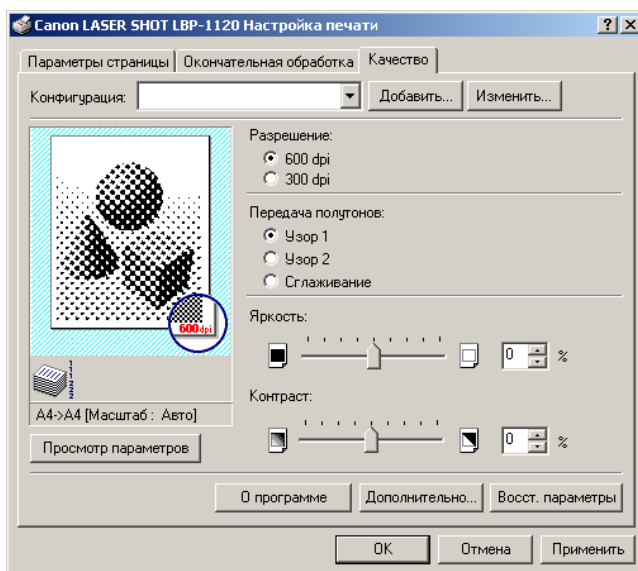 Canon LASER SHOT LBP-1120 Настройка печати
Параметры страницы
Окончательная обработка
Качество
Конфигурация:
Добавить...
Изменить...
Разрешение:
600 dpi
300 dpi
Передача полутонов:
Узор 1
Узор 2
Сглаживание
600dpi
Яркость:
0 %
A4->A4 [Масштаб : Авто]
Контраст:
0 %
Просмотр параметров
О программе
Дополнительно...
Восст. параметры
OK
Отмена
Применить